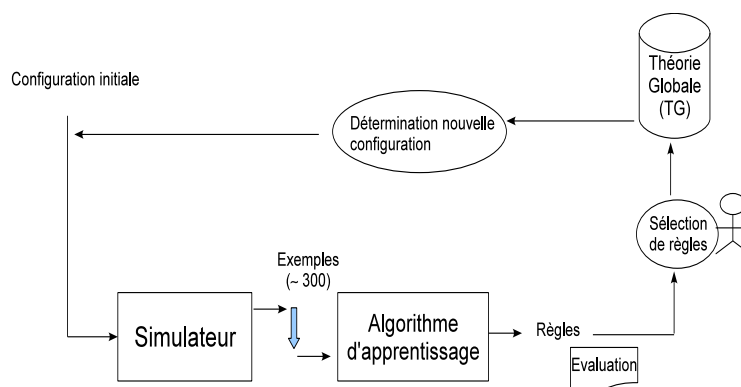 Configuration initiale
Théorie
Globale
(TG)
Détermination nouvelle
configuration
Sélection
de règles
Exemples
(~ 300)
Simulateur
Algorithme
d'apprentissage
Règles
Evaluation